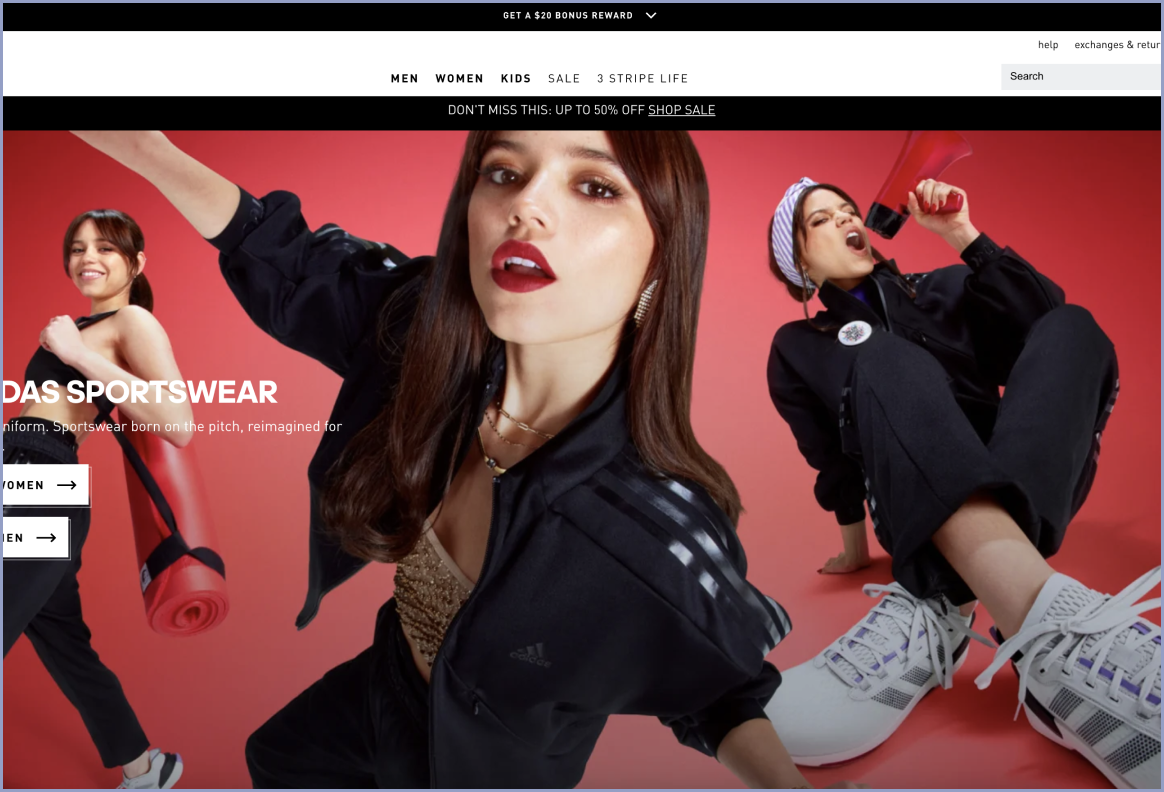 GET A $20 BONUS REWARD
help exchanges & retur
MEN WOMEN KIDS SALE 3 STRIPE LIFE
Search
DON'T MISS THIS: UP TO 50% OFF SHOP SALE
DAS SPORTSWEAR
niform. Sportswear born on the pitch, reimagined for
WOMEN
MEN
adidas